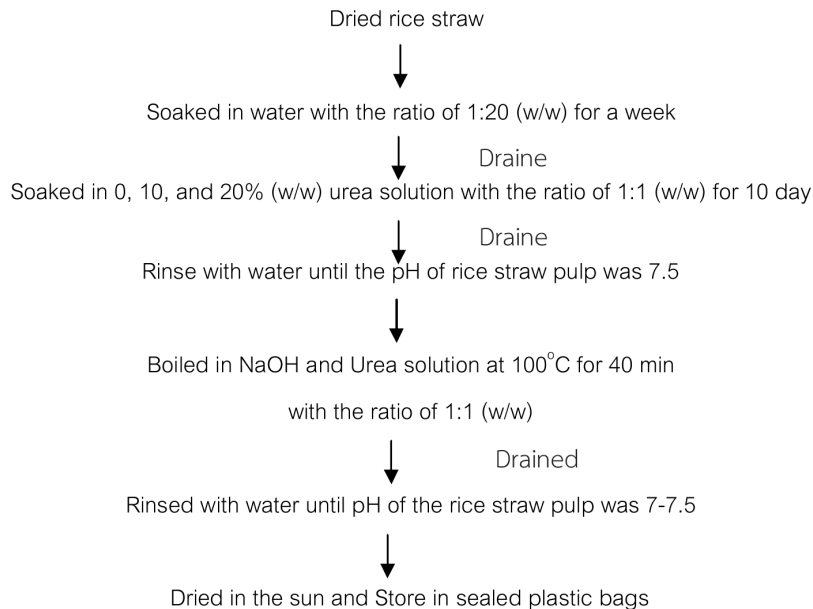 Dried rice straw
Soaked in water with the ratio of 1:20 (w/w) for a week
Draine
Soaked in 0, 10, and 20% (w/w) urea solution with the ratio of 1:1 (w/w) for 10 day
Draine
Rinse with water until the pH of rice straw pulp was 7.5
Boiled in NaOH and Urea solution at 100°C for 40 min
with the ratio of 1:1 (w/w)
Drained
Rinsed with water until pH of the rice straw pulp was 7-7.5
Dried in the sun and Store in sealed plastic bags